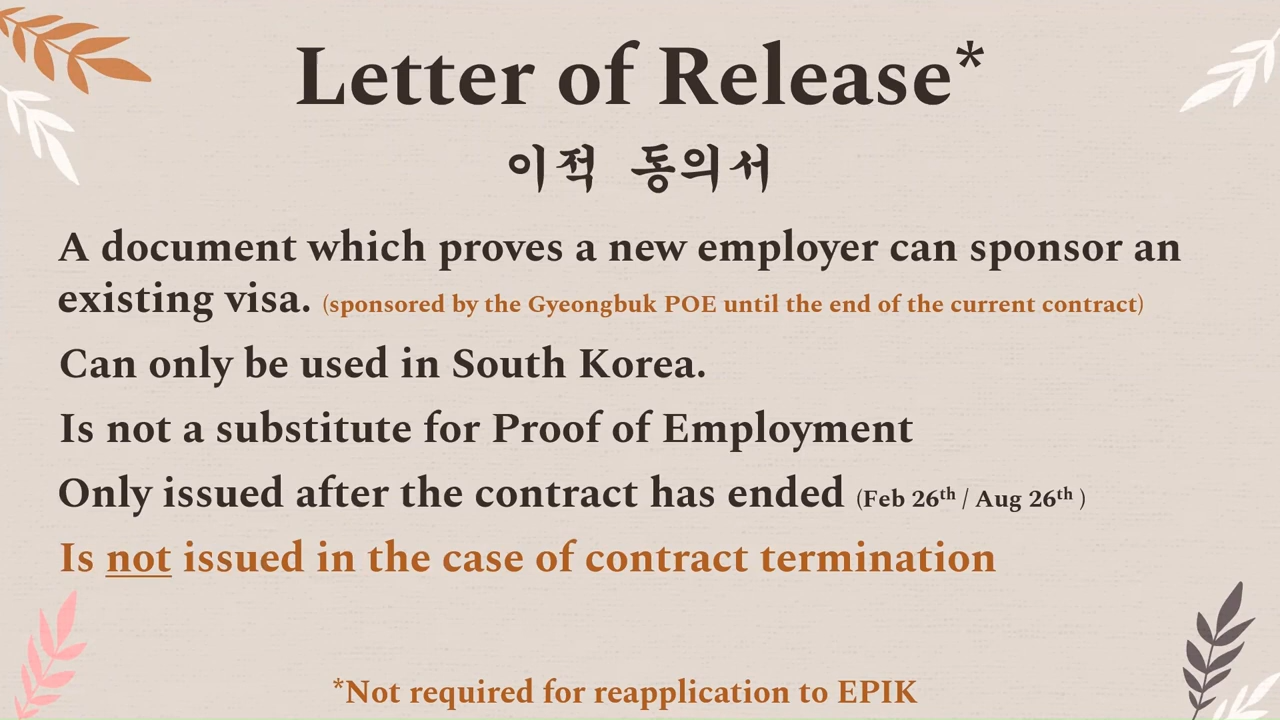 Letter of Release*
이적 동의서
A document which proves a new employer can sponsor an
existing visa. (sponsored by the Gyeongbuk POE until the end of the current contract)
Can only be used in South Korea.
Is not a substitute for Proof of Employment
Only issued after the contract has ended (Feb 26th / Aug 26th )
Is not issued in the case of contract termination
*Not required for reapplication to EPIK